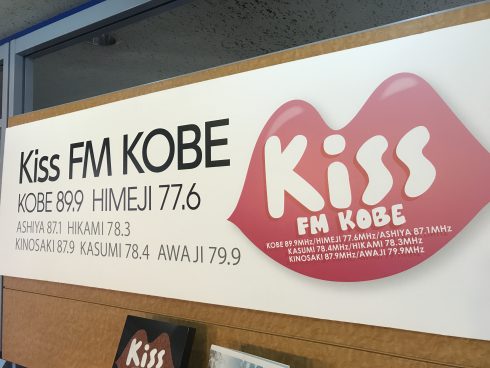 Kiss FM KOBE
KOBE 89.9 HIMEJI 77.6
ASHIYA 87.1 HIKAMI 78.3
KINOSAKI 87.9 KASUMI 78.4 AWAJI 79.9
Kiss
FM KOBE
KOBE 89.9MHz/HIMEJI 77.6MHz/ASHIYA 87.1MHz
KASUMI 78.4MHz/HIKAMI 78.3MHz
KINOSAKI 87.9MHz/AWAJI 79.9MHz
Kiss